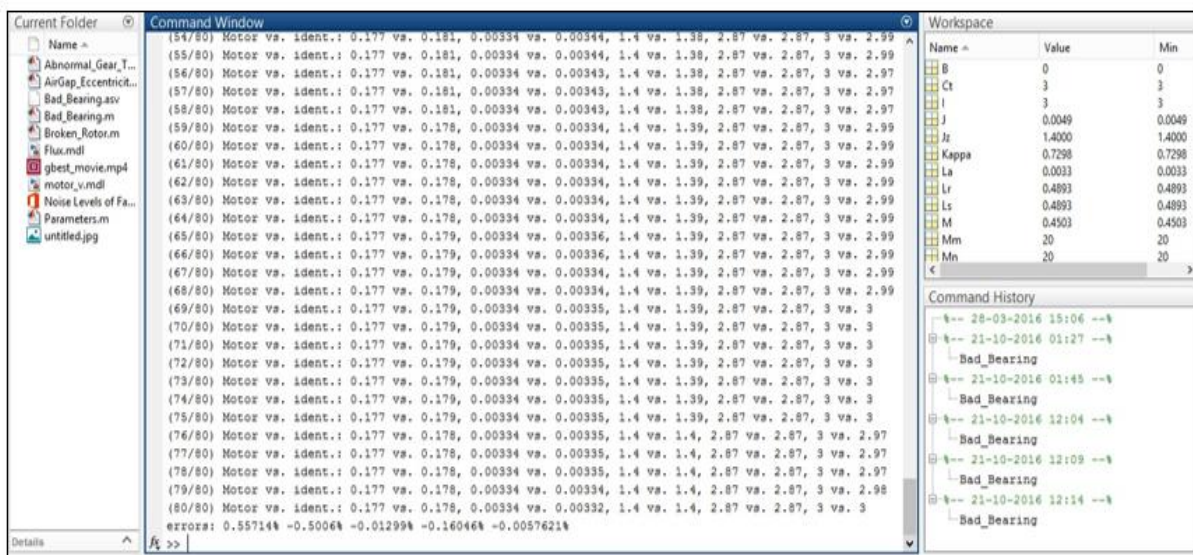 Current Folder
Name
Abnormal_Gear_T...
AirGap_Eccentricit...
Bad_Bearing.asv
Bad_Bearing.m
Broken_Rotor.m
Flux.mdl
gbest_movie.mp4
motor_v.mdl
Noise Levels of Fa...
Parameters.m
untitled.jpg
Details
Command Window
(54/80) Motor vs. ident.: 0.177 vs. 0.181, 0.00334 vs. 0.00344, 1.4 vs. 1.38, 2.87 vs. 2.87, 3 vs. 2.99
(55/80) Motor vs. ident.: 0.177 vs. 0.181, 0.00334 vs. 0.00344, 1.4 vs. 1.38, 2.87 vs. 2.87, 3 vs. 2.99
(56/80) Motor vs. ident.: 0.177 vs. 0.181, 0.00334 vs. 0.00343, 1.4 vs. 1.38, 2.87 vs. 2.87, 3 vs. 2.97
(57/80) Motor vs. ident.: 0.177 vs. 0.181, 0.00334 vs. 0.00343, 1.4 vs. 1.38, 2.87 vs. 2.87, 3 vs. 2.97
(58/80) Motor vs. ident.: 0.177 vs. 0.181, 0.00334 vs. 0.00343, 1.4 vs. 1.38, 2.87 vs. 2.87, 3 vs. 2.97
(59/80) Motor vs. ident.: 0.177 vs. 0.178, 0.00334 vs. 0.00334, 1.4 vs. 1.39, 2.87 vs. 2.87, 3 vs. 2.99
(60/80) Motor vs. ident.: 0.177 vs. 0.178, 0.00334 vs. 0.00334, 1.4 vs. 1.39, 2.87 vs. 2.87, 3 vs. 2.99
(61/80) Motor vs. ident.: 0.177 vs. 0.178, 0.00334 vs. 0.00334, 1.4 vs. 1.39, 2.87 vs. 2.87, 3 vs. 2.99
(62/80) Motor vs. ident.: 0.177 vs. 0.178, 0.00334 vs. 0.00334, 1.4 vs. 1.39, 2.87 vs. 2.87, 3 vs. 2.99
(63/80) Motor vs. ident.: 0.177 vs. 0.178, 0.00334 vs. 0.00334, 1.4 vs. 1.39, 2.87 vs. 2.87, 3 vs. 2.99
(64/80) Motor vs. ident.: 0.177 vs. 0.178, 0.00334 vs. 0.00334, 1.4 vs. 1.39, 2.87 vs. 2.87, 3 vs. 2.99
(65/80) Motor vs. ident.: 0.177 vs. 0.179, 0.00334 vs. 0.00336, 1.4 vs. 1.39, 2.87 vs. 2.87, 3 vs. 2.99
(66/80) Motor vs. ident.: 0.177 vs. 0.179, 0.00334 vs. 0.00336, 1.4 vs. 1.39, 2.87 vs. 2.87, 3 vs. 2.99
(67/80) Motor vs. ident.: 0.177 vs. 0.179, 0.00334 vs. 0.00334, 1.4 vs. 1.39, 2.87 vs. 2.87, 3 vs. 2.99
(68/80) Motor vs. ident.: 0.177 vs. 0.179, 0.00334 vs. 0.00334, 1.4 vs. 1.39, 2.87 vs. 2.87, 3 vs. 2.99
(69/80) Motor vs. ident.: 0.177 vs. 0.179, 0.00334 vs. 0.00335, 1.4 vs. 1.39, 2.87 vs. 2.87, 3 vs. 3
(70/80) Motor vs. ident.: 0.177 vs. 0.179, 0.00334 vs. 0.00335, 1.4 vs. 1.39, 2.87 vs. 2.87, 3 vs. 3
(71/80) Motor vs. ident.: 0.177 vs. 0.179, 0.00334 vs. 0.00335, 1.4 vs. 1.39, 2.87 vs. 2.87, 3 vs. 3
(72/80) Motor vs. ident.: 0.177 vs. 0.179, 0.00334 vs. 0.00335, 1.4 vs. 1.39, 2.87 vs. 2.87, 3 vs. 3
(73/80) Motor vs. ident.: 0.177 vs. 0.179, 0.00334 vs. 0.00335, 1.4 vs. 1.39, 2.87 vs. 2.87, 3 vs. 3
(74/80) Motor vs. ident.: 0.177 vs. 0.179, 0.00334 vs. 0.00335, 1.4 vs. 1.39, 2.87 vs. 2.87, 3 vs. 3
(75/80) Motor vs. ident.: 0.177 vs. 0.179, 0.00334 vs. 0.00335, 1.4 vs. 1.39, 2.87 vs. 2.87, 3 vs. 3
(76/80) Motor vs. ident.: 0.177 vs. 0.178, 0.00334 vs. 0.00335, 1.4 vs. 1.4, 2.87 vs. 2.87, 3 vs. 2.97
(77/80) Motor vs. ident.: 0.177 vs. 0.178, 0.00334 vs. 0.00335, 1.4 vs. 1.4, 2.87 vs. 2.87, 3 vs. 2.97
(78/80) Motor vs. ident.: 0.177 vs. 0.178, 0.00334 vs. 0.00335, 1.4 vs. 1.4, 2.87 vs. 2.87, 3 vs. 2.97
(79/80) Motor vs. ident.: 0.177 vs. 0.178, 0.00334 vs. 0.00334, 1.4 vs. 1.4, 2.87 vs. 2.87, 3 vs. 2.98
(80/80) Motor vs. ident.: 0.177 vs. 0.178, 0.00334 vs. 0.00332, 1.4 vs. 1.4, 2.87 vs. 2.87, 3 vs. 3
errors: 0.55714% -0.5006% -0.01299% -0.16046% -0.0057621%
fx >>
Workspace
Name Value Min
B 0 0
Ct 3 3
I 3 3
J 0.0049 0.0049
Jz 1.4000 1.4000
Kappa 0.7298 0.7298
La 0.0033 0.0033
Lr 0.4893 0.4893
Ls 0.4893 0.4893
M 0.4503 0.4503
Mm 20 20
Mn 20 20
Command History
%-- 28-03-2016 15:06 --%
%-- 21-10-2016 01:27 --%
Bad_Bearing
%-- 21-10-2016 01:45 --%
Bad_Bearing
%-- 21-10-2016 12:04 --%
Bad_Bearing
%-- 21-10-2016 12:09 --%
Bad_Bearing
%-- 21-10-2016 12:14 --%
Bad_Bearing